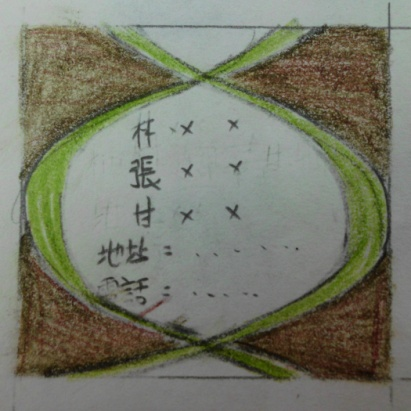 林 × ×
張 × ×
甘 × ×
地址: .......
電話: ......